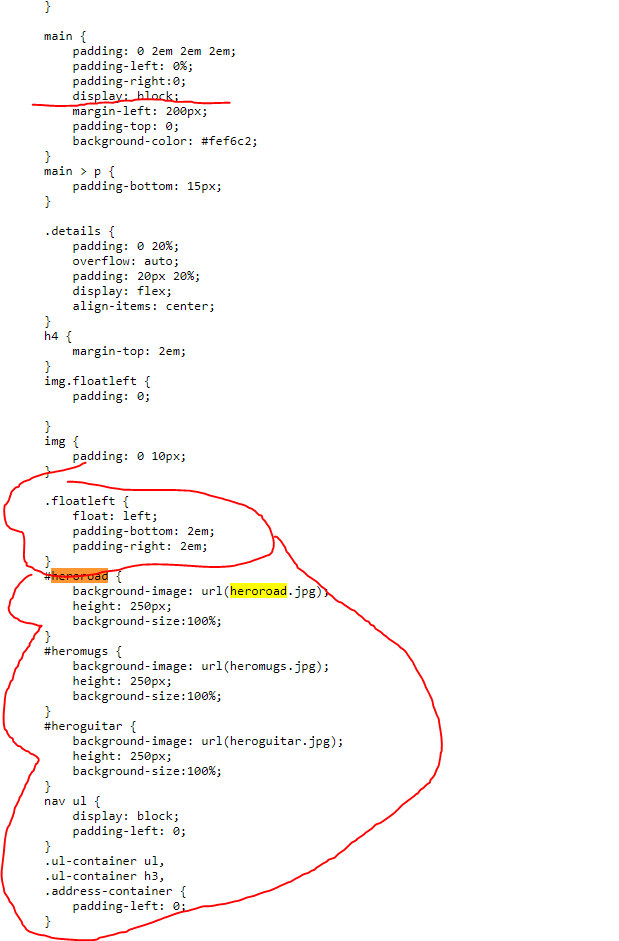 }
main {
padding: 0 2em 2em 2em;
padding-left: 0%;
padding-right:0;
display: block;
margin-left: 200px;
padding-top: 0;
background-color: #fef6c2;
}
main > p {
padding-bottom: 15px;
}
.details {
padding: 0 20%;
overflow: auto;
padding: 20px 20%;
display: flex;
align-items: center;
}
h4 {
margin-top: 2em;
}
img.floatleft {
padding: 0;
}
img {
padding: 0 10px;
}
.floatleft {
float: left;
padding-bottom: 2em;
padding-right: 2em;
}
#heroroad {
background-image: url(heroroad.jpg);
height: 250px;
background-size:100%;
}
#heromugs {
background-image: url(heromugs.jpg);
height: 250px;
background-size:100%;
}
#heroguitar {
background-image: url(heroguitar.jpg);
height: 250px;
background-size:100%;
}
nav ul {
display: block;
padding-left: 0;
}
.ul-container ul,
.ul-container h3,
.address-container {
padding-left: 0;
}